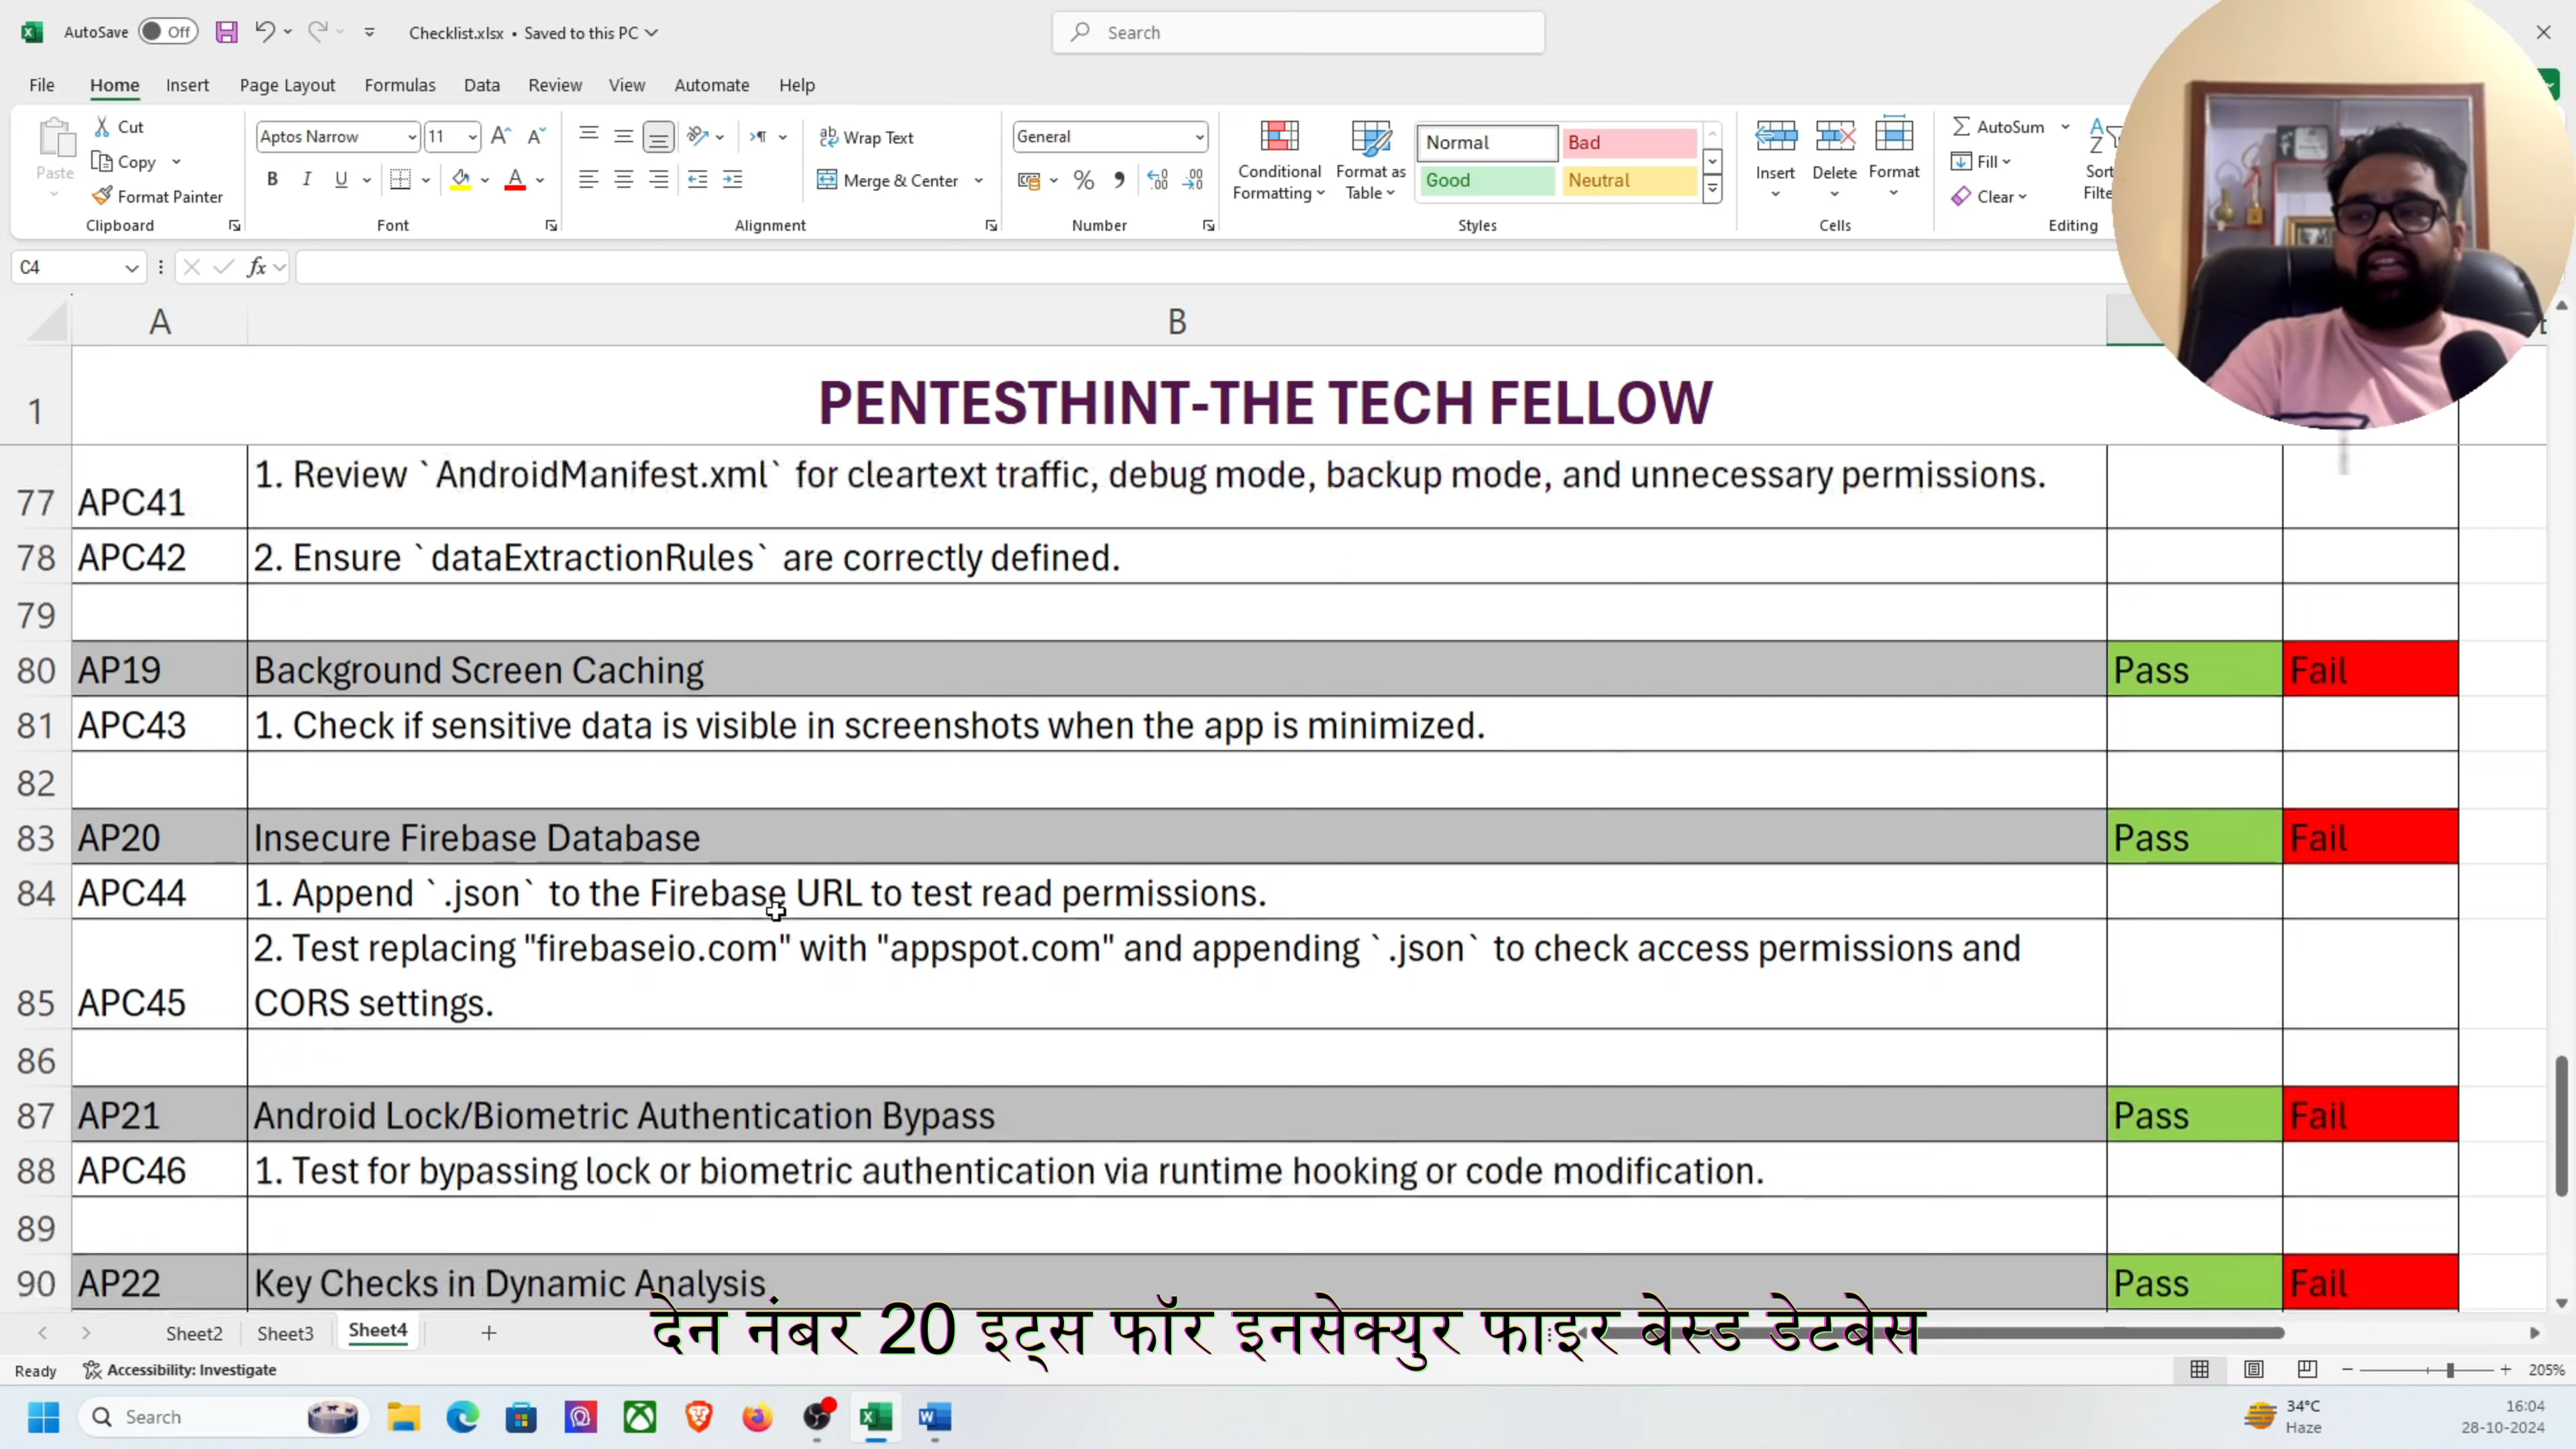 AutoSave Off Checklist.xlsx • Saved to this PC Search
File Home Insert Page Layout Formulas Data Review View Automate Help
Paste Cut Copy Format Painter Clipboard
Aptos Narrow 11 B I U Font
Wrap Text Merge & Center Alignment
General Number
Conditional Formatting Format as Table Normal Bad Good Neutral Styles
Insert Delete Format Cells
AutoSum Fill Clear Sort Filte Editing
C4 fx
A B
1 PENTESTHINT-THE TECH FELLOW
77 APC41 1. Review `AndroidManifest.xml` for cleartext traffic, debug mode, backup mode, and unnecessary permissions.
78 APC42 2. Ensure `dataExtractionRules` are correctly defined.
79
80 AP19 Background Screen Caching Pass Fail
81 APC43 1. Check if sensitive data is visible in screenshots when the app is minimized.
82
83 AP20 Insecure Firebase Database Pass Fail
84 APC44 1. Append `.json` to the Firebase URL to test read permissions.
85 APC45 2. Test replacing "firebaseio.com" with "appspot.com" and appending `.json` to check access permissions and
CORS settings.
86
87 AP21 Android Lock/Biometric Authentication Bypass Pass Fail
88 APC46 1. Test for bypassing lock or biometric authentication via runtime hooking or code modification.
89
90 AP22 Key Checks in Dynamic Analysis Pass Fail
देन नंबर 20 इट्स फॉर इनसेक्युर फाइर बेस्ड डेटबेस
Sheet2 Sheet3 Sheet4
Ready Accessibility: Investigate 205%
Search 34°C 16:04
Haze 28-10-2024